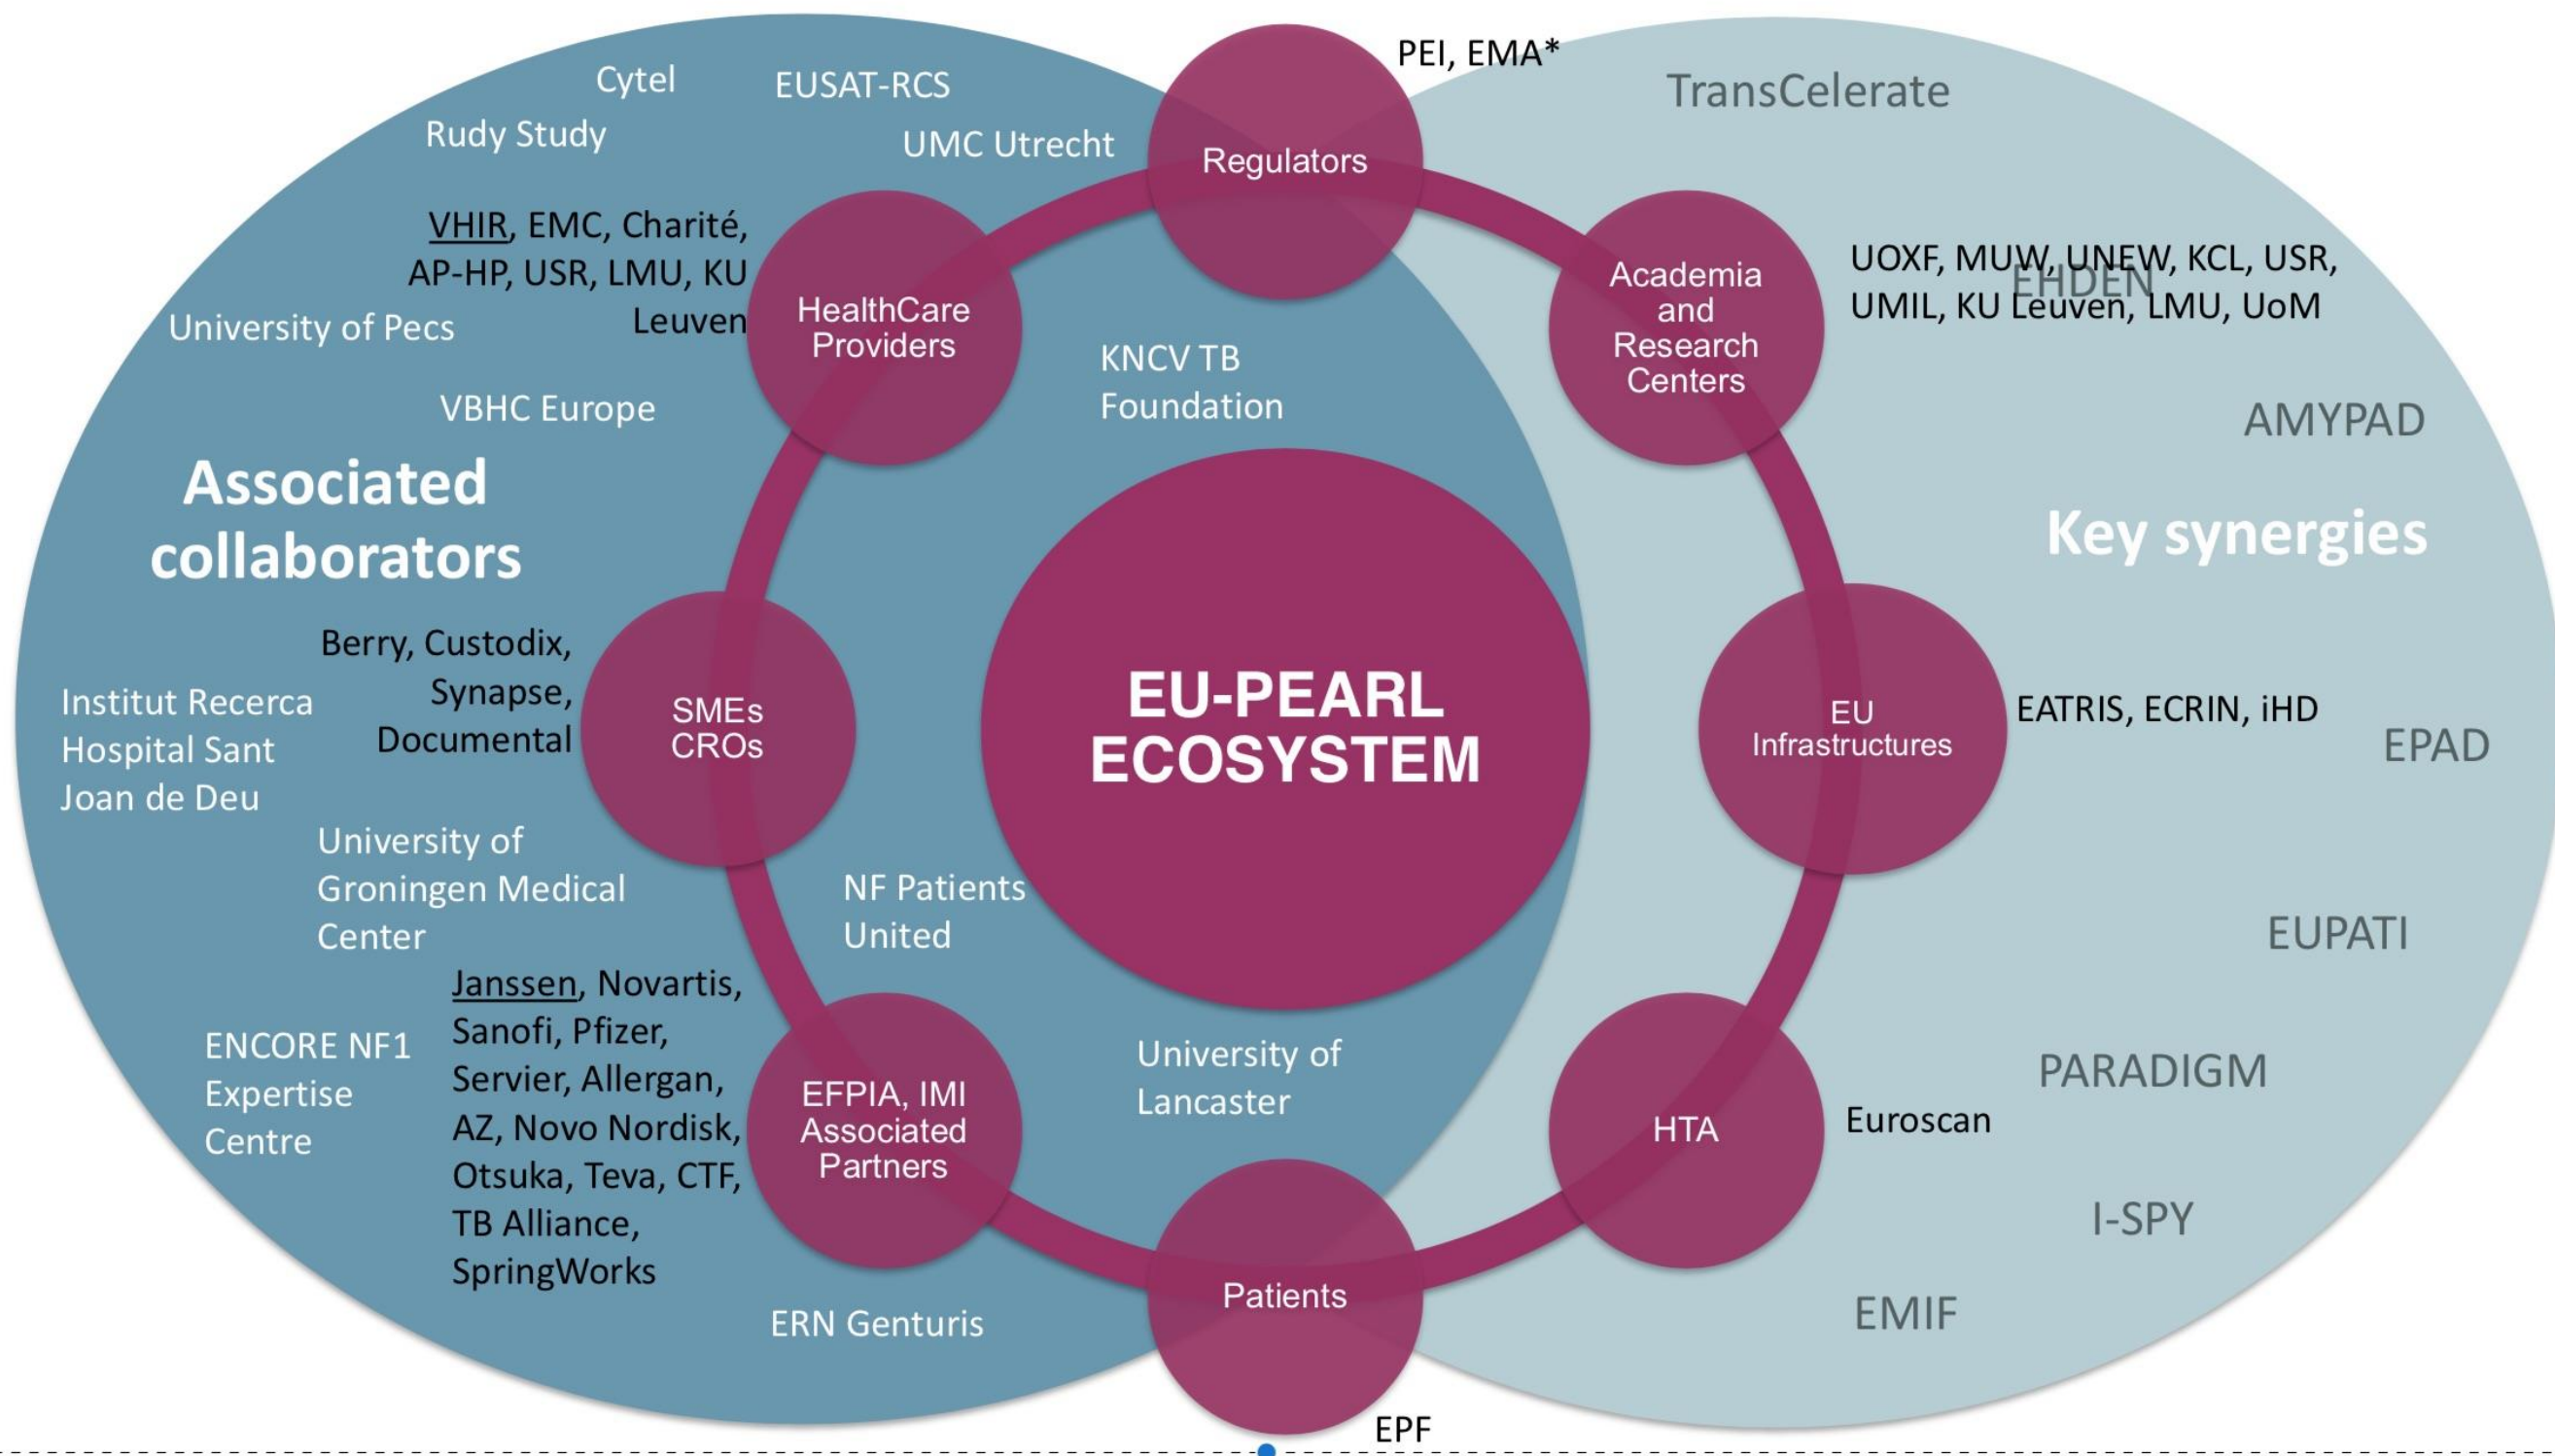 PEI, EMA*
Cytel
EUSAT-RCS
TransCelerate
Rudy Study
UMC Utrecht
Regulators
VHIR, EMC, Charité,
AP-HP, USR, LMU, KU
Leuven
University of Pecs
HealthCare
Providers
Academia
and
Research
Centers
UOXF, MUW, UNEW, KCL, USR,
EHDEN
UMIL, KU Leuven, LMU, UoM
KNCV TB
Foundation
VBHC Europe
AMYPAD
Associated
collaborators
Key synergies
Berry, Custodix,
Synapse,
Documental
Institut Recerca
Hospital Sant
Joan de Deu
SMEs
CROs
EU-PEARL
ECOSYSTEM
EU
Infrastructures
EATRIS, ECRIN, iHD
EPAD
University of
Groningen Medical
Center
NF Patients
United
EUPATI
Janssen, Novartis,
Sanofi, Pfizer,
Servier, Allergan,
AZ, Novo Nordisk,
Otsuka, Teva, CTF,
TB Alliance,
SpringWorks
ENCORE NF1
Expertise
Centre
EFPIA, IMI
Associated
Partners
University of
Lancaster
HTA
Euroscan
PARADIGM
I-SPY
Patients
ERN Genturis
EMIF
EPF